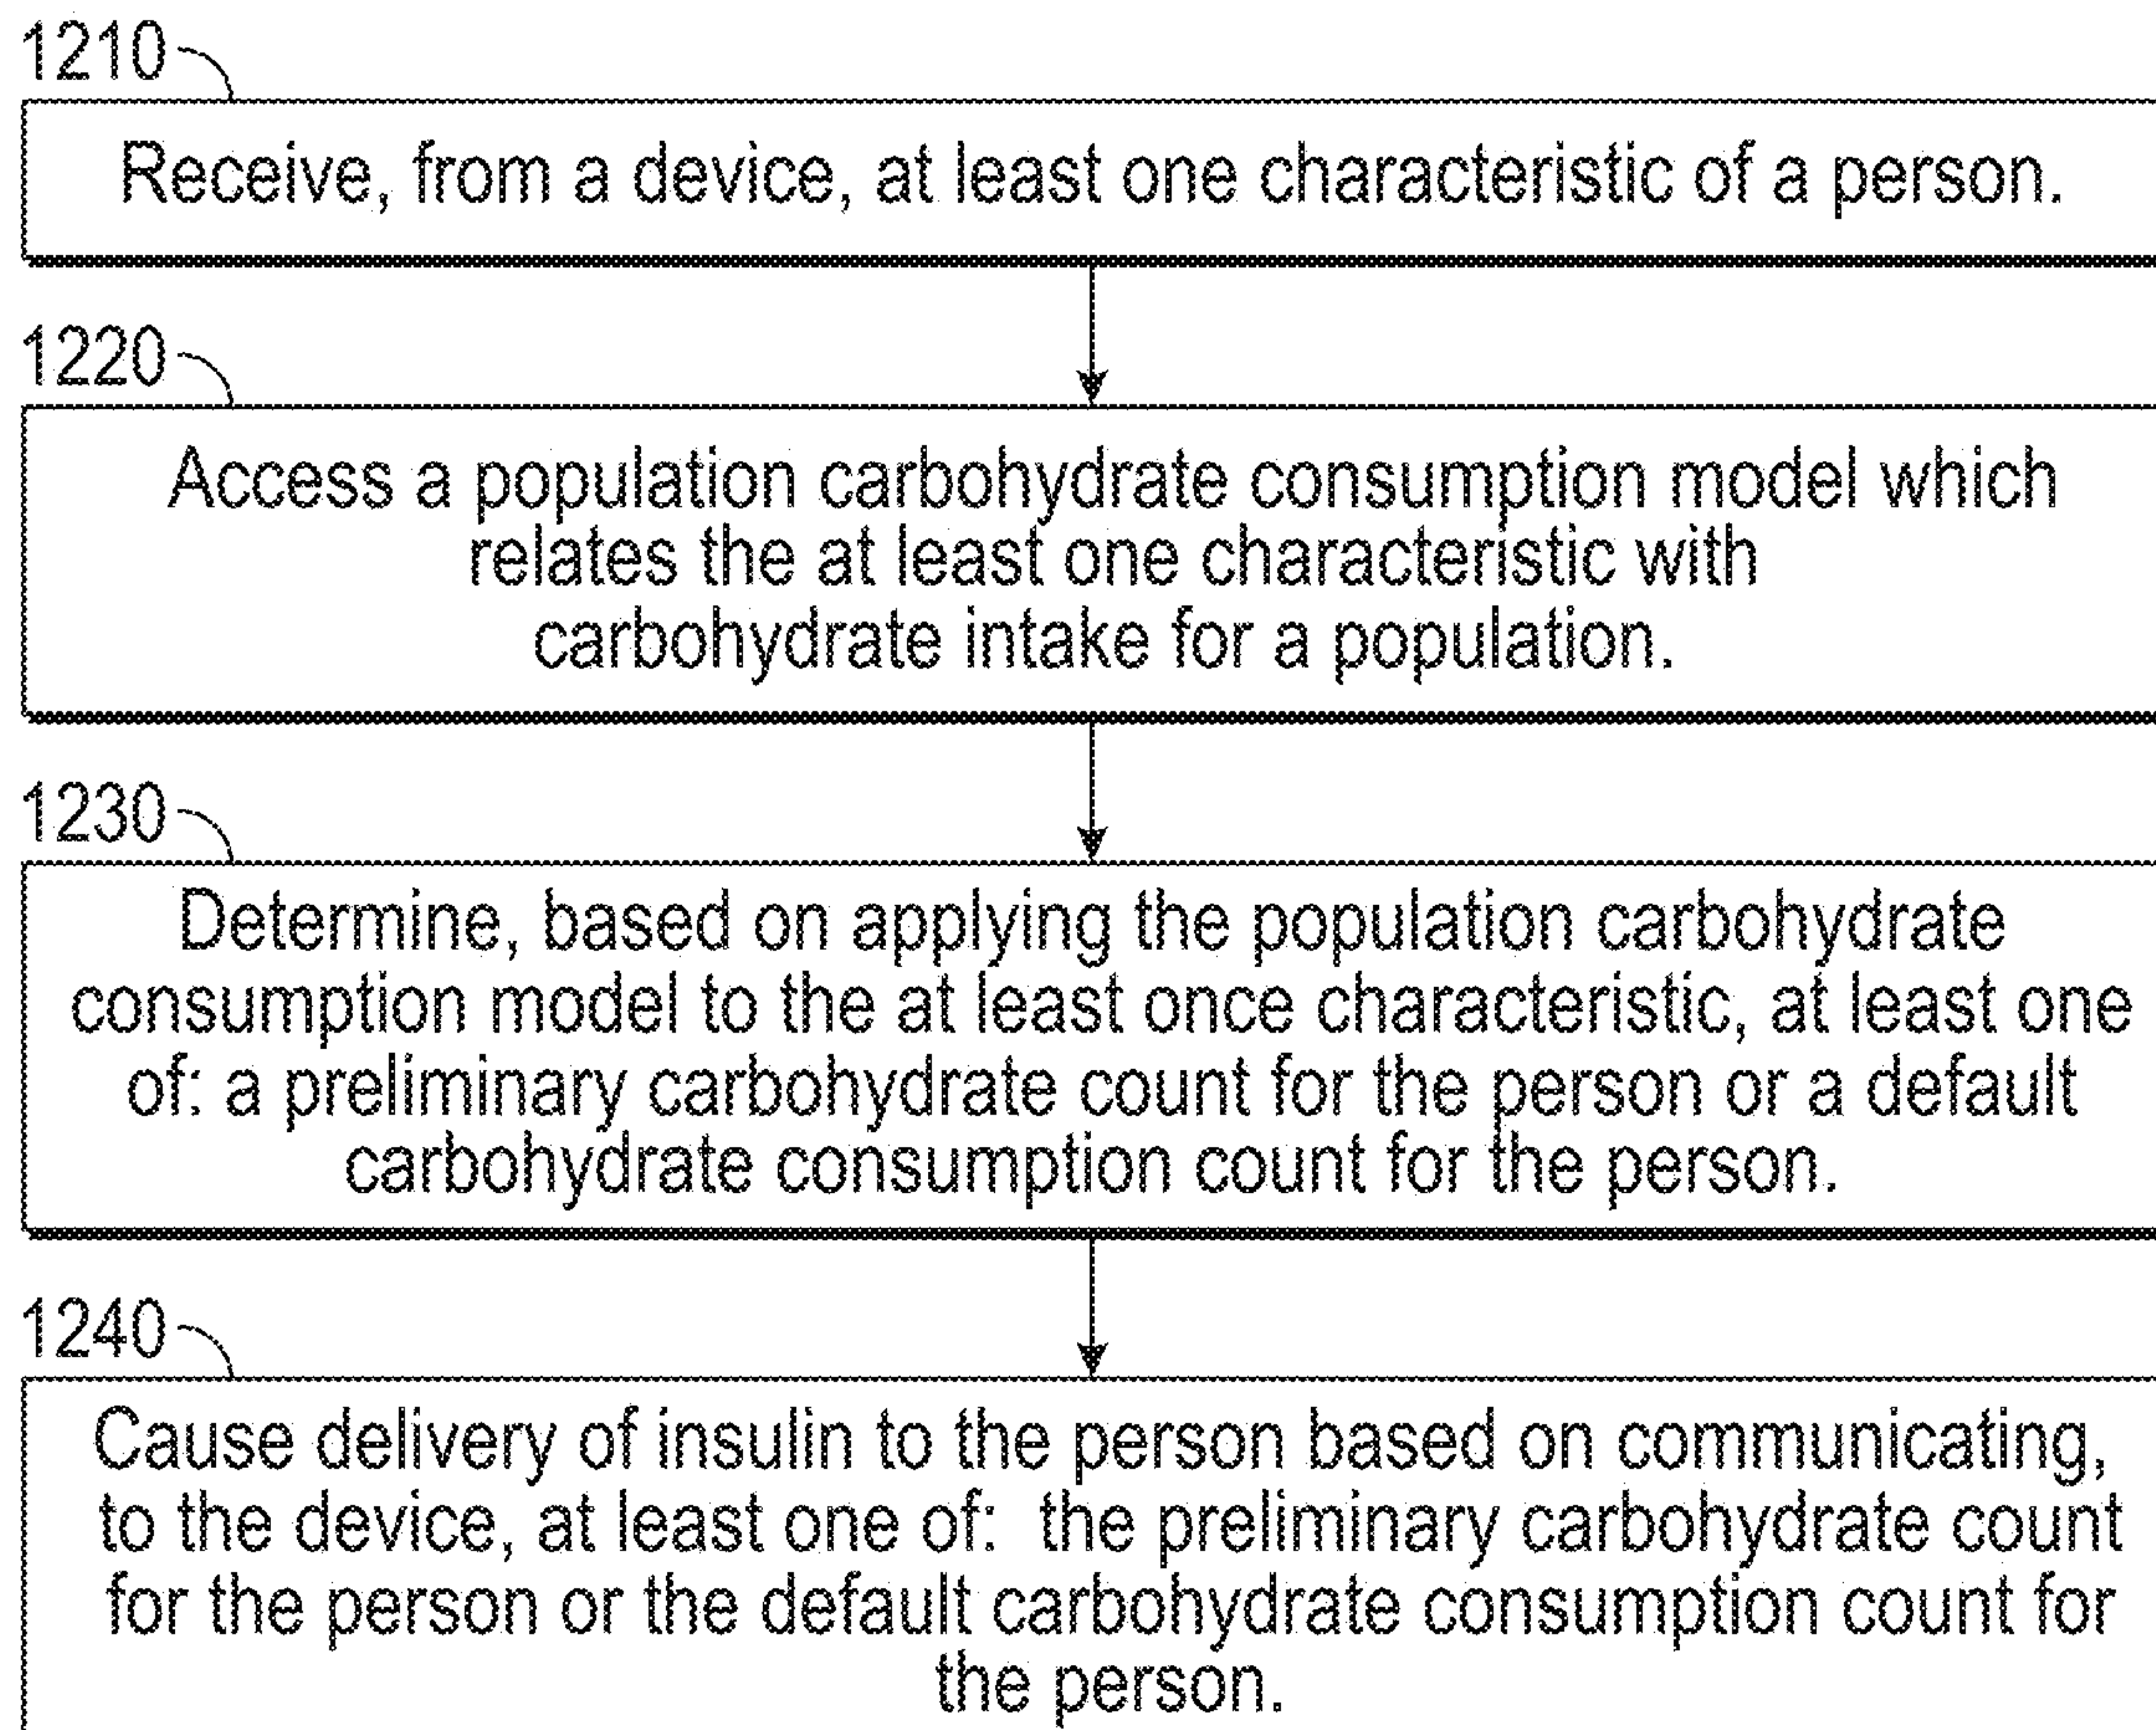 1210
Receive, from a device, at least one characteristic of a person.
1220
Access a population carbohydrate consumption model which
relates the at least one characteristic with
carbohydrate intake for a population.
1230
Determine, based on applying the population carbohydrate
consumption model to the at least once characteristic, at least one
of: a preliminary carbohydrate count for the person or a default
carbohydrate consumption count for the person.
1240
Cause delivery of insulin to the person based on communicating,
to the device, at least one of: the preliminary carbohydrate count
for the person or the default carbohydrate consumption count for
the person.